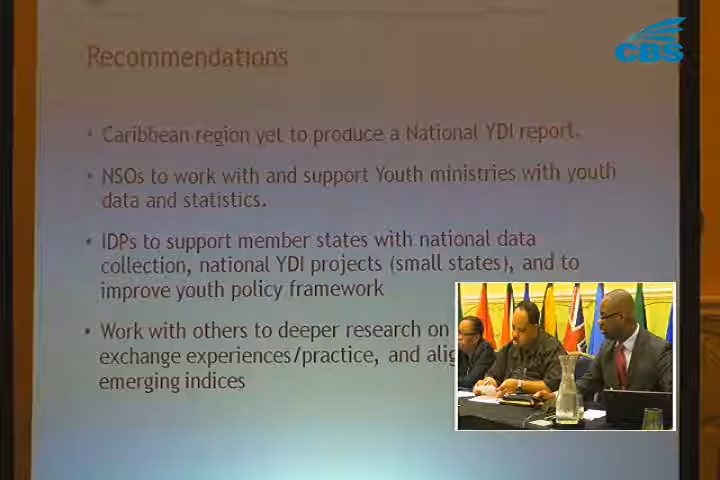 CBS
Recommendations
• Caribbean region yet to produce a National YDI report.
• NSOs to work with and support Youth ministries with youth
data and statistics.
• IDPs to support member states with national data
collection, national YDI projects (small states), and to
improve youth policy framework
• Work with others to deeper research on
exchange experiences/practice, and
emerging indices